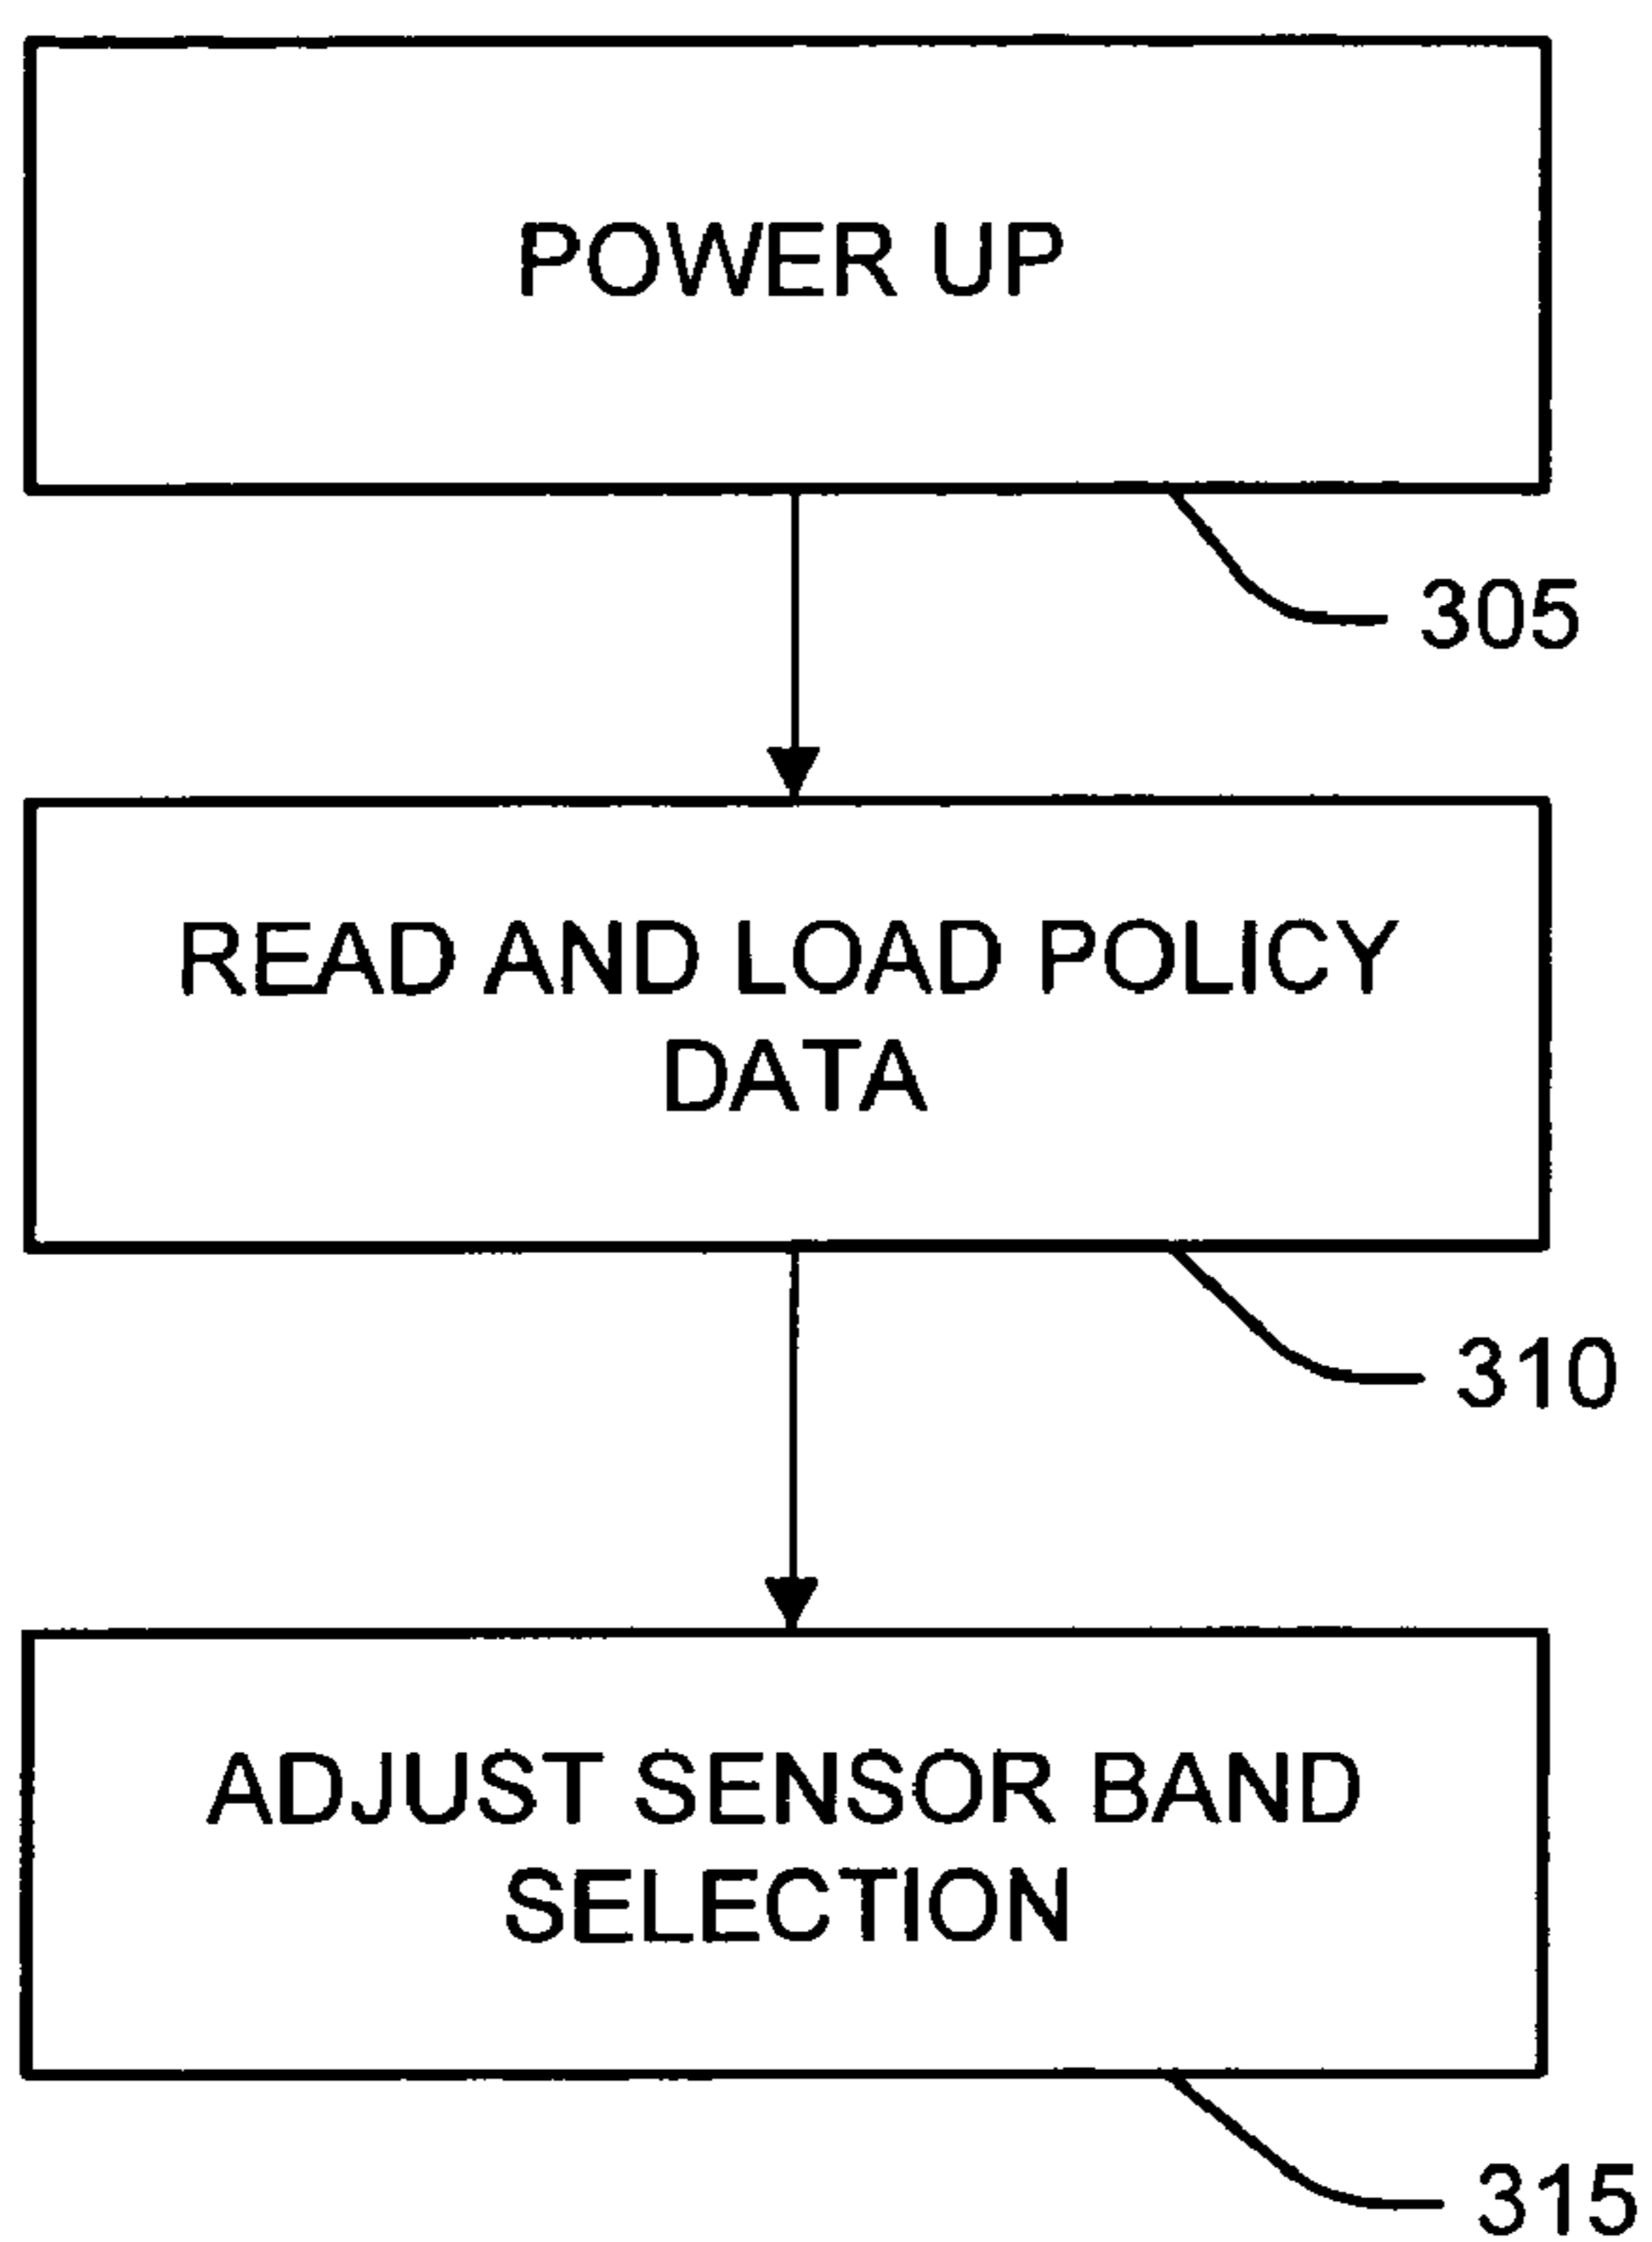 POWER UP
305
READ AND LOAD POLICY
DATA
310
ADJUST SENSOR BAND
SELECTION
315